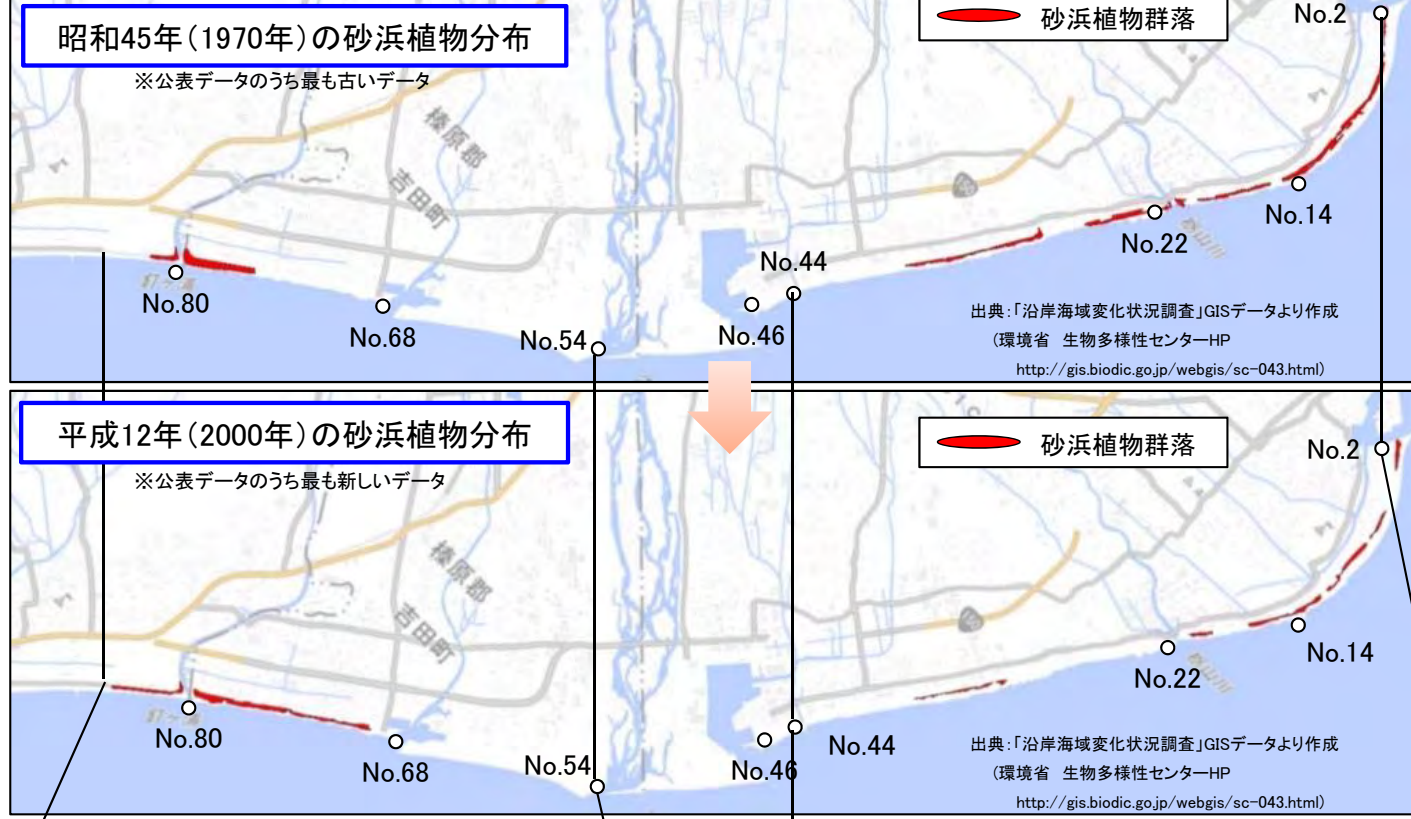 昭和45年(1970年)の砂浜植物分布
※公表データのうち最も古いデータ
砂浜植物群落
No.2
榛原郡
吉田町
No.14
No.22
No.44
No.80
No.68
No.54
No.46
出典:「沿岸海域変化状況調査」GISデータより作成
(環境省 生物多様性センターHP
http://gis.biodic.go.jp/webgis/sc-043.html)
平成12年(2000年)の砂浜植物分布
※公表データのうち最も新しいデータ
砂浜植物群落
No.2
榛原郡
吉田町
No.14
No.22
No.80
No.44
No.68
No.54
No.46
出典:「沿岸海域変化状況調査」GISデータより作成
(環境省 生物多様性センターHP
http://gis.biodic.go.jp/webgis/sc-043.html)